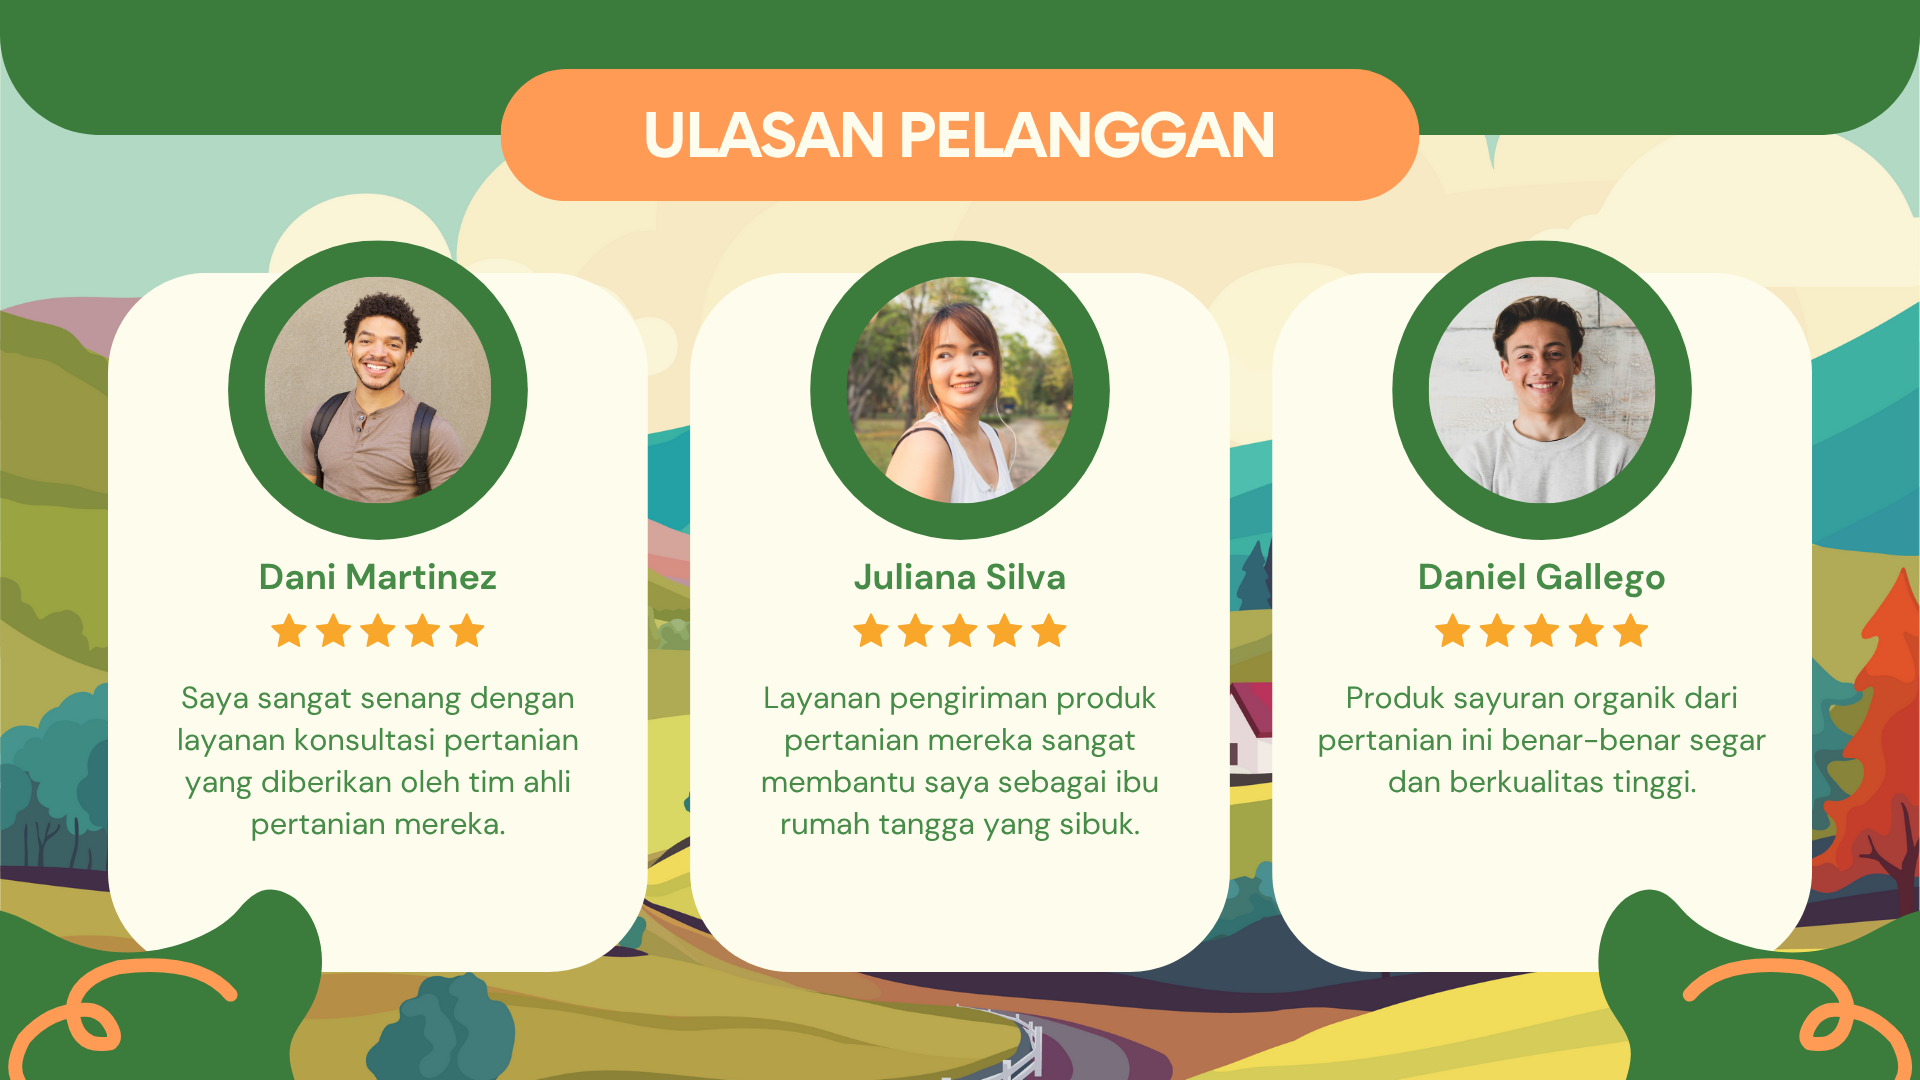 ULASAN PELANGGAN
Dani Martinez
Saya sangat senang dengan
layanan konsultasi pertanian
yang diberikan oleh tim ahli
pertanian mereka.
Juliana Silva
Layanan pengiriman produk
pertanian mereka sangat
membantu saya sebagai ibu
rumah tangga yang sibuk.
Daniel Gallego
Produk sayuran organik dari
pertanian ini benar-benar segar
dan berkualitas tinggi.